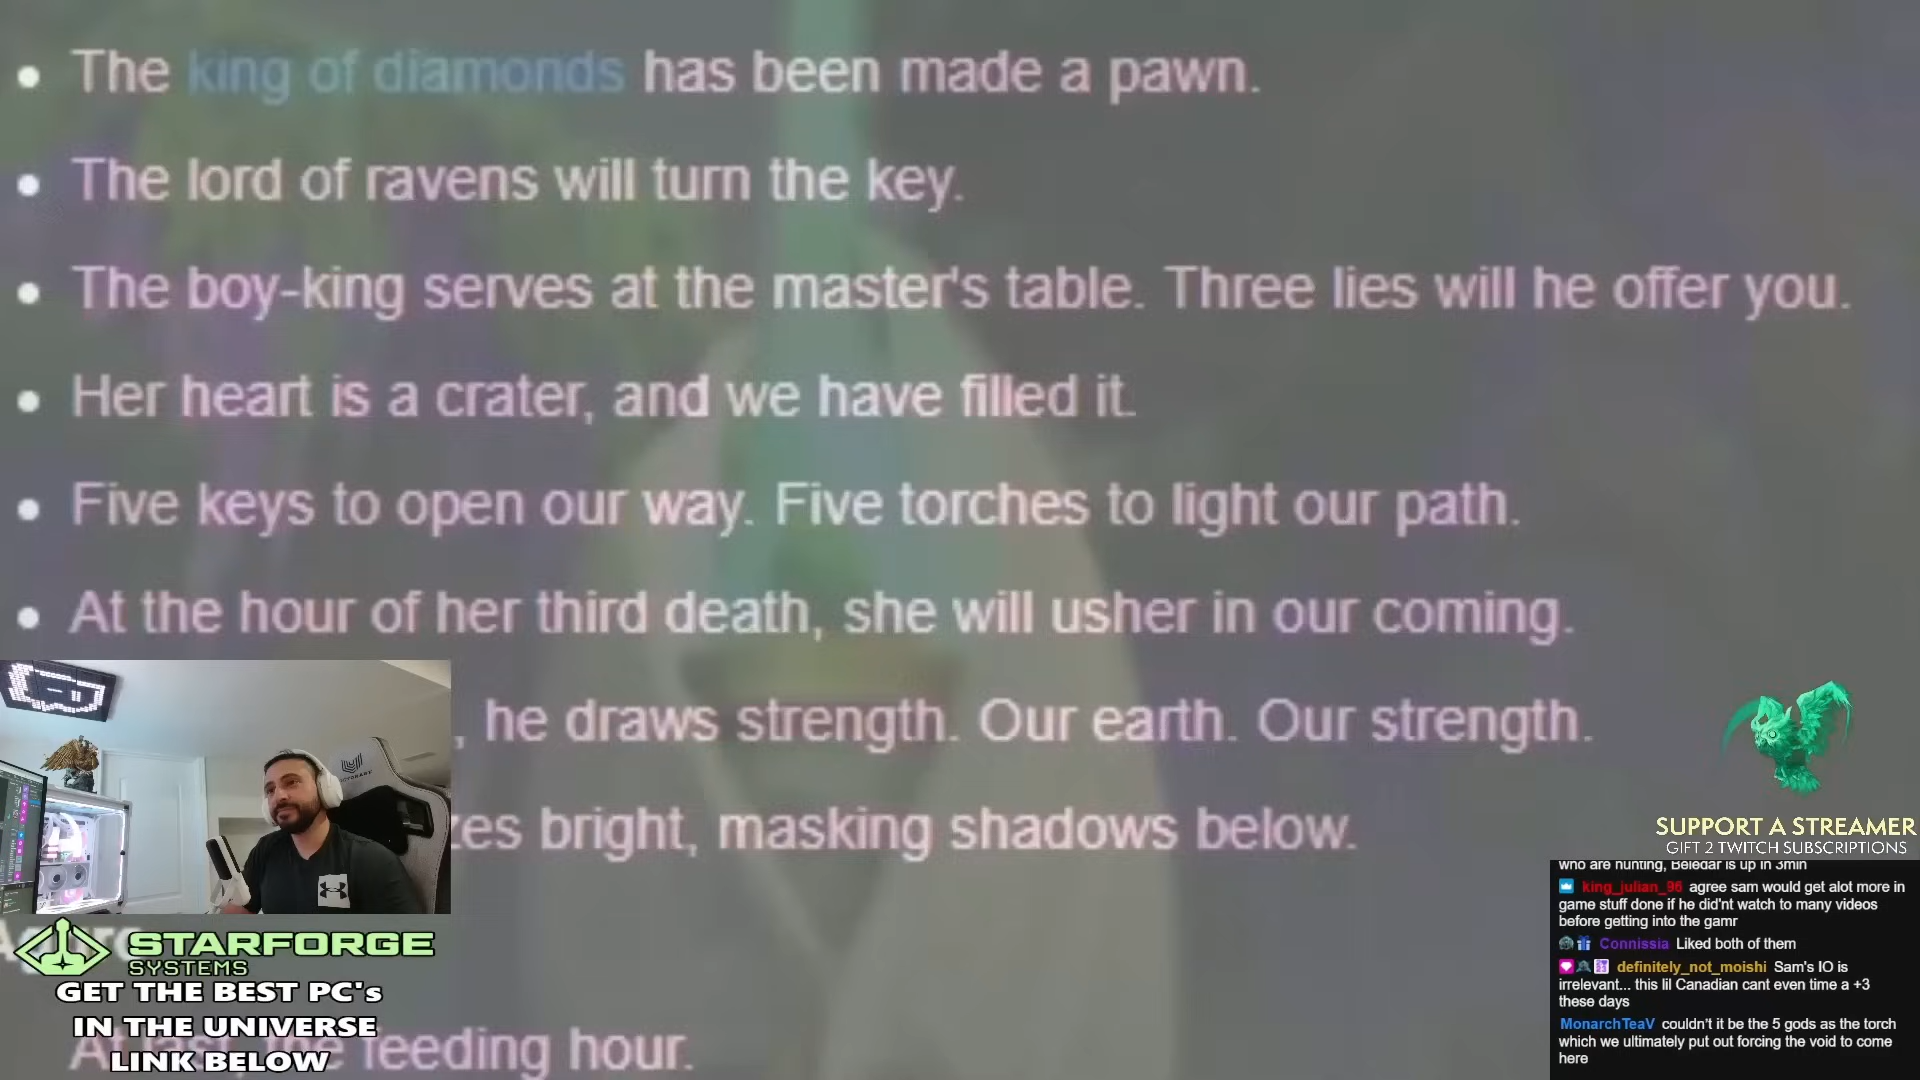 The king of diamonds has been made a pawn.
The lord of ravens will turn the key.
The boy-king serves at the master's table. Three lies will he offer you.
Her heart is a crater, and we have filled it.
Five keys to open our way. Five torches to light our path.
At the hour of her third death, she will usher in our coming.
, he draws strength. Our earth. Our strength.
bright, masking shadows below.
At last, the feeding hour.
STARFORGE
SYSTEMS
GET THE BEST PC's
IN THE UNIVERSE
LINK BELOW
SUPPORT A STREAMER
GIFT 2 TWITCH SUBSCRIPTIONS
who are hunting, Beledar is up in 3min
king_julian_96 agree sam would get alot more in
game stuff done if he did'nt watch to many videos
before getting into the gamr
Connissia Liked both of them
definitely_not_moishi Sam's IO is
irrelevant... this lil Canadian cant even time a +3
these days
MonarchTeaV couldn't it be the 5 gods as the torch
which we ultimately put out forcing the void to come
here